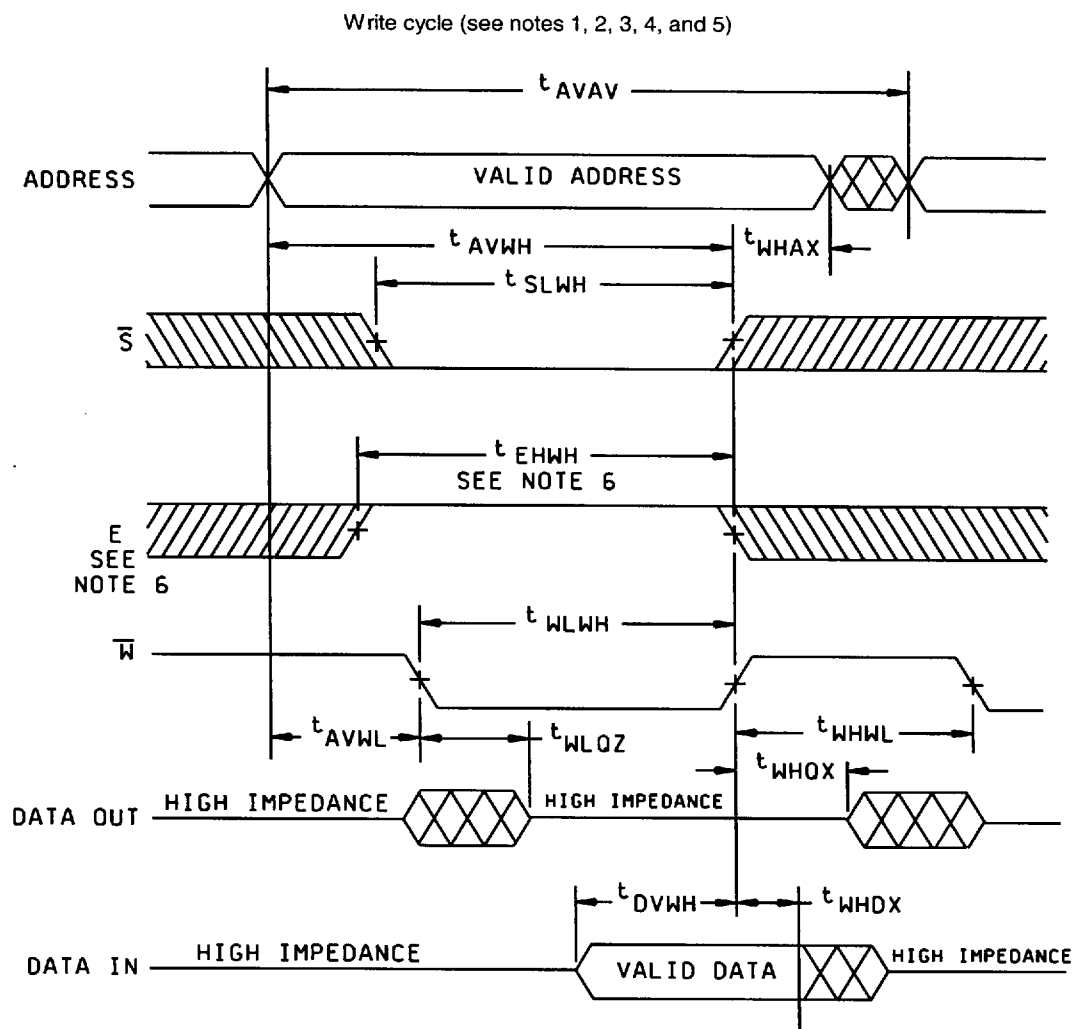 Write cycle (see notes 1, 2, 3, 4, and 5)
t AVAV
ADDRESS
VALID ADDRESS
t AVWH
t WHAX
t SLWH
S̅
t EHWH
SEE NOTE 6
E
SEE
NOTE 6
t WLWH
W̅
t AVWL
t WLQZ
t WHWL
t WHQX
DATA OUT
HIGH IMPEDANCE
HIGH IMPEDANCE
t DVWH
t WHDX
DATA IN
HIGH IMPEDANCE
VALID DATA
HIGH IMPEDANCE